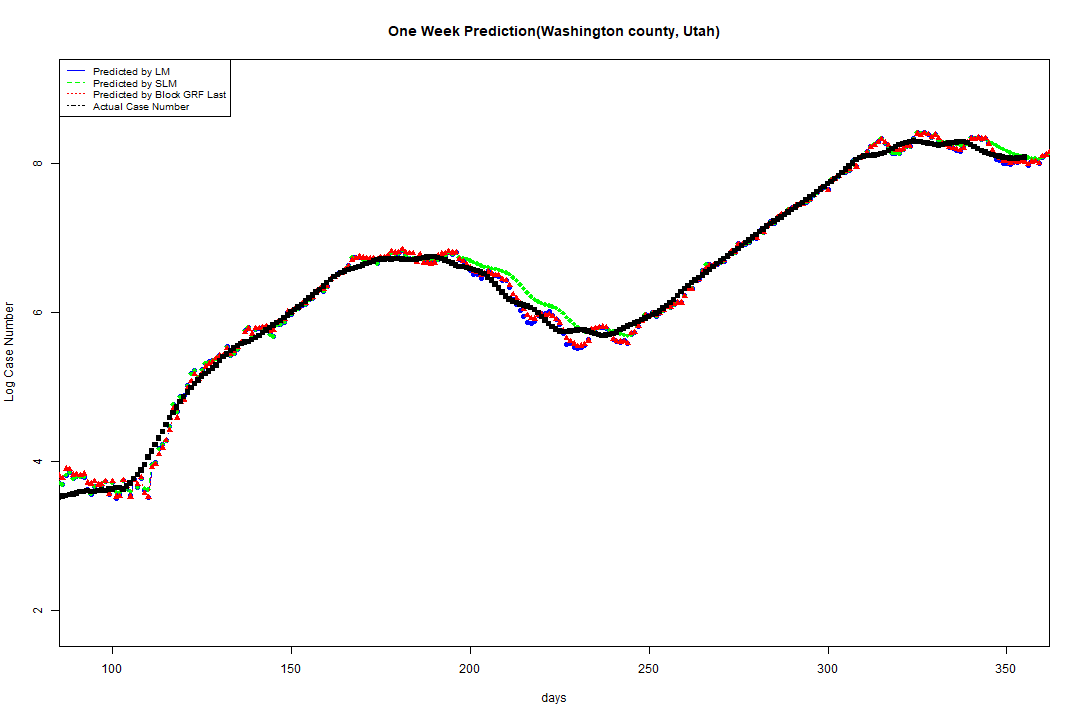 One Week Prediction(Washington county, Utah)
Predicted by LM
Predicted by SLM
Predicted by Block GRF Last
Actual Case Number
8
6
4
2
Log Case Number
100 150 200 250 300 350
days